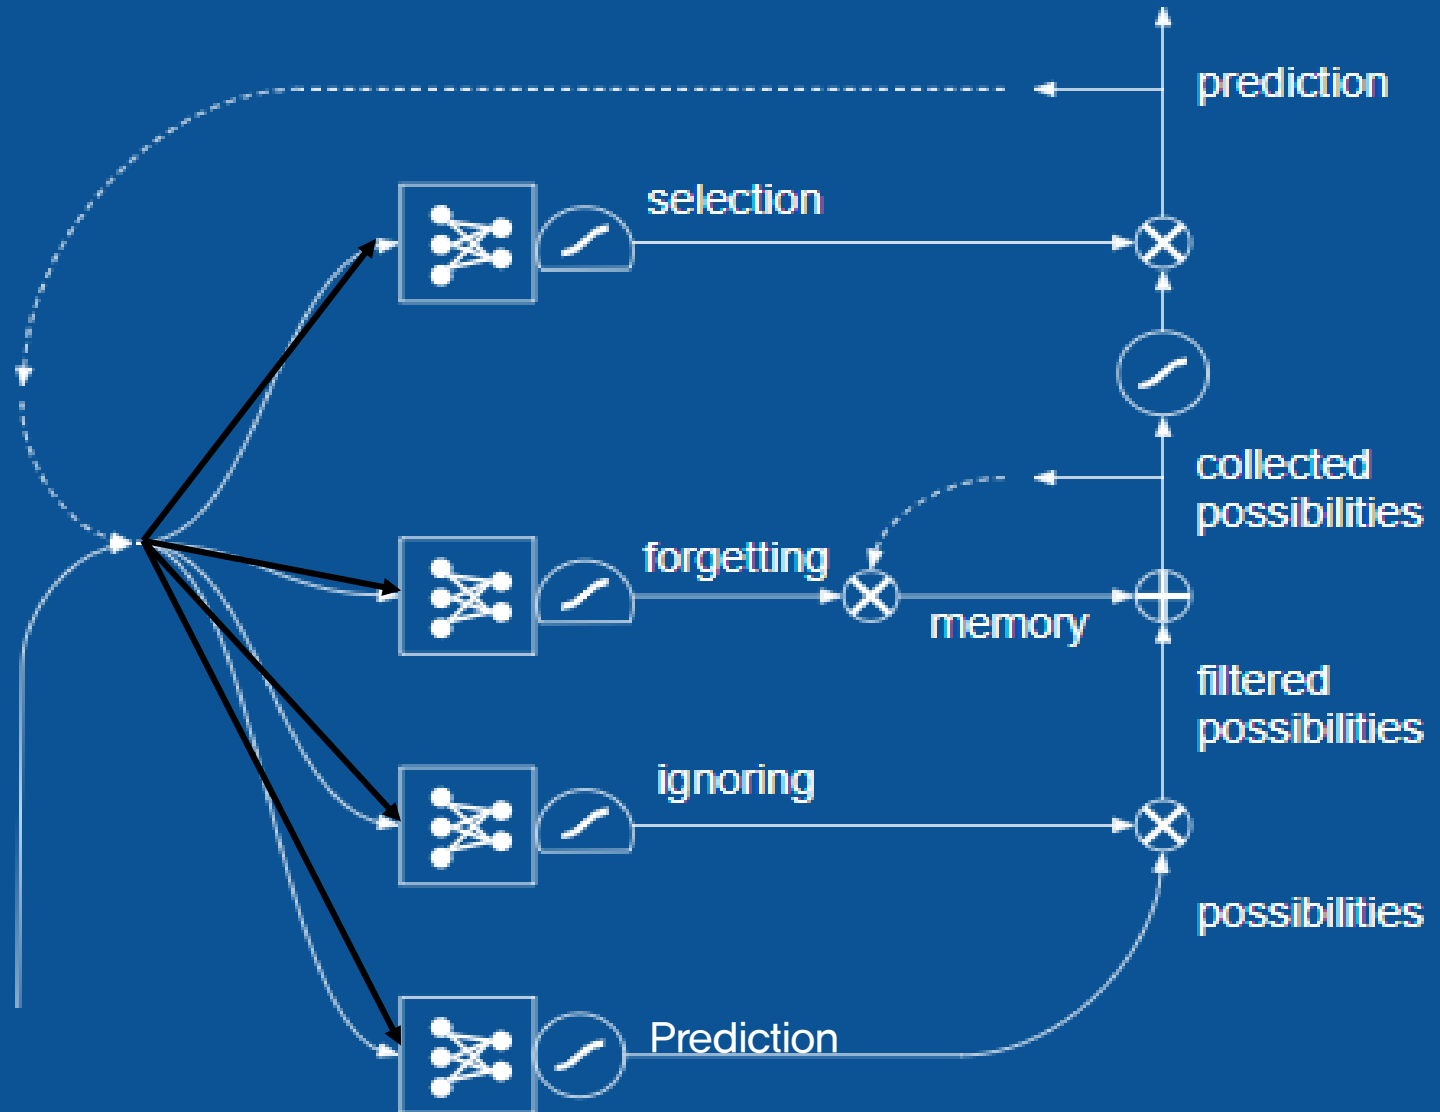 prediction
selection
collected
possibilities
forgetting
memory
filtered
possibilities
ignoring
possibilities
Prediction